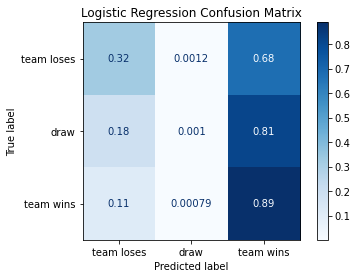 Logistic Regression Confusion Matrix
True label
team loses
0.32 0.0012 0.68
draw
0.18 0.001 0.81
team wins
0.11 0.00079 0.89
team loses draw team wins
Predicted label
0.8
0.7
0.6
0.5
0.4
0.3
0.2
0.1